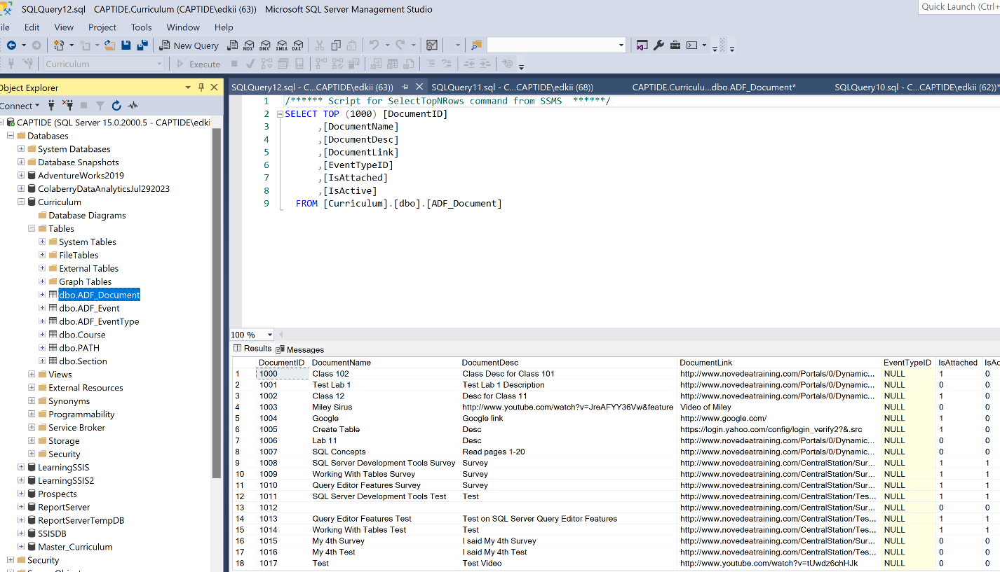 SQLQuery12.sql CAPTIDE.Curriculum (CAPTIDE\edkii (63)) Microsoft SQL Server Management Studio
Quick Launch (Ctrl+
ile Edit View Project Tools Window Help
New Query MDX DMX XMLA DAX
Curriculum Execute
Object Explorer
Connect
CAPTIDE (SQL Server 15.0.2000.5 - CAPTIDE\edki
Databases
System Databases
Database Snapshots
AdventureWorks2019
ColaberryDataAnalyticsJul292023
Curriculum
Database Diagrams
Tables
System Tables
FileTables
External Tables
Graph Tables
dbo.ADF_Document
dbo.ADF_Event
dbo.ADF_EventType
dbo.Course
dbo.PATH
dbo.Section
Views
External Resources
Synonyms
Programmability
Service Broker
Storage
Security
LearningSSIS
LearningSSIS2
Prospects
ReportServer
ReportServerTempDB
SSISDB
Master_Curriculum
Security
SQLQuery12.sql - C...CAPTIDE\edkii (63)) SQLQuery11.sql - C...CAPTIDE\edkii (68)) CAPTIDE.Curriculu...dbo.ADF_Document* SQLQuery10.sql - C...CAPTIDE\edkii (62))*
1 /****** Script for SelectTopNRows command from SSMS ******/
2 SELECT TOP (1000) [DocumentID]
3 ,[DocumentName]
4 ,[DocumentDesc]
5 ,[DocumentLink]
6 ,[EventTypeID]
7 ,[IsAttached]
8 ,[IsActive]
9 FROM [Curriculum].[dbo].[ADF_Document]
100 %
Results Messages
DocumentID DocumentName DocumentDesc DocumentLink EventTypeID IsAttached IsAc
1 1000 Class 102 Class Desc for Class 101 http://www.novedeatraining.com/Portals/0/Dynamic... NULL 1 0
2 1001 Test Lab 1 Test Lab 1 Description http://www.novedeatraining.com/Portals/0/Dynamic... NULL 0 0
3 1002 Class 12 Desc for Class 11 http://www.novedeatraining.com/Portals/0/Dynamic... NULL 1 0
4 1003 Miley Sirus http://www.youtube.com/watch?v=JreAFYY36Vw&feature Video of Miley NULL 0 0
5 1004 Google Google link http://www.google.com/ NULL 1 0
6 1005 Create Table Desc https://login.yahoo.com/config/login_verify2?&.src NULL 1 0
7 1006 Lab 11 Desc http://www.novedeatraining.com/Portals/0/Dynamic... NULL 0 0
8 1007 SQL Concepts Read pages 1-20 http://www.novedeatraining.com/Portals/0/Dynamic... NULL 0 0
9 1008 SQL Server Development Tools Survey Survey http://www.novedeatraining.com/CentralStation/Sur... NULL 1 1
10 1009 Working With Tables Survey Survey http://www.novedeatraining.com/CentralStation/Sur... NULL 1 1
11 1010 Query Editor Features Survey Survey http://www.novedeatraining.com/CentralStation/Sur... NULL 1 1
12 1011 SQL Server Development Tools Test Test http://www.novedeatraining.com/CentralStation/Tes... NULL 1 1
13 1012 http://www.novedeatraining.com/CentralStation/Sur... NULL 0 0
14 1013 Query Editor Features Test Test on SQL Server Query Editor Features http://www.novedeatraining.com/CentralStation/Tes... NULL 1 1
15 1014 Working With Tables Test Test http://www.novedeatraining.com/CentralStation/Tes... NULL 1 1
16 1015 My 4th Survey I said My 4th Survey http://www.novedeatraining.com/CentralStation/Sur... NULL 0 0
17 1016 My 4th Test I said My 4th Test http://www.novedeatraining.com/CentralStation/Tes... NULL 0 0
18 1017 Test Test Video http://www.youtube.com/watch?v=tUwdz6chHJk NULL 0 0